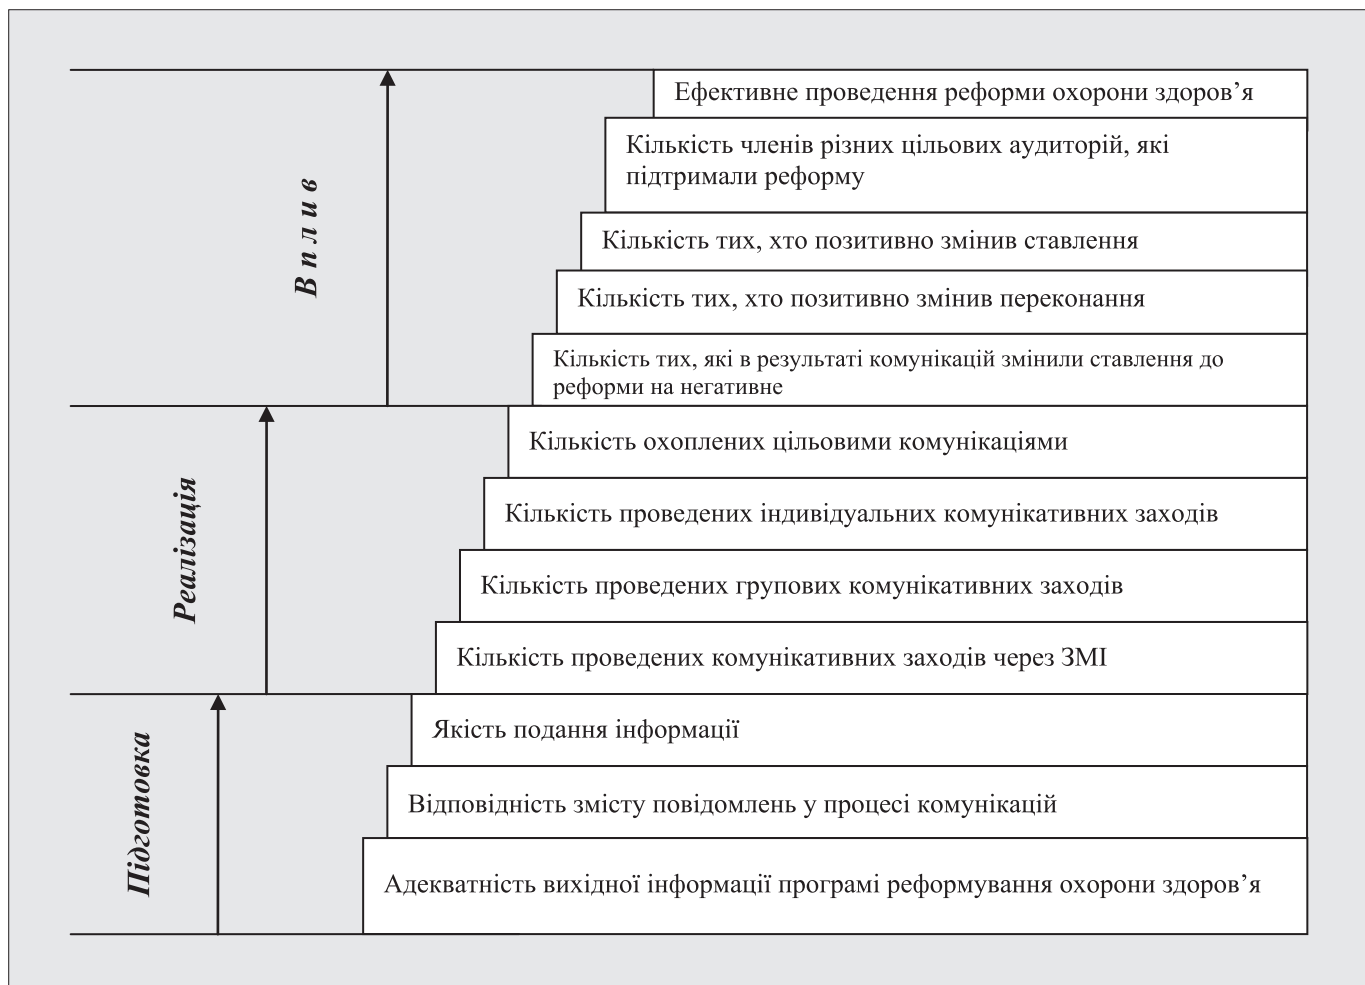 Вплив
Ефективне проведення реформи охорони здоров’я
Кількість членів різних цільових аудиторій, які
підтримали реформу
Кількість тих, хто позитивно змінив ставлення
Кількість тих, хто позитивно змінив переконання
Кількість тих, які в результаті комунікацій змінили ставлення до
реформи на негативне
Реалізація
Кількість охоплених цільовими комунікаціями
Кількість проведених індивідуальних комунікативних заходів
Кількість проведених групових комунікативних заходів
Кількість проведених комунікативних заходів через ЗМІ
Підготовка
Якість подання інформації
Відповідність змісту повідомлень у процесі комунікацій
Адекватність вихідної інформації програмі реформування охорони здоров’я